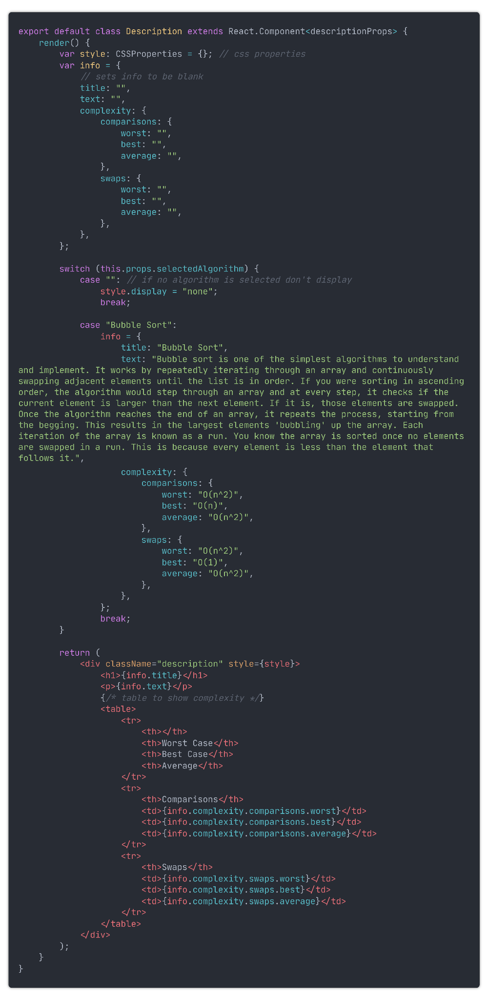 export default class Description extends React.Component<descriptionProps> {
    render() {
        var style: CSSProperties = {}; // css properties
        var info = {
            // sets info to be blank
            title: "",
            text: "",
            complexity: {
                comparisons: {
                    worst: "",
                    best: "",
                    average: "",
                },
                swaps: {
                    worst: "",
                    best: "",
                    average: "",
                },
            },
        };

        switch (this.props.selectedAlgorithm) {
            case "": // if no algorithm is selected don't display
                style.display = "none";
                break;

            case "Bubble Sort":
                info = {
                    title: "Bubble Sort",
                    text: "Bubble sort is one of the simplest algorithms to understand
and implement. It works by repeatedly iterating through an array and continuously
swapping adjacent elements until the list is in order. If you were sorting in ascending
order, the algorithm would step through an array and at every step, it checks if the
current element is larger than the next element. If it is, those elements are swapped.
Once the algorithm reaches the end of an array, it repeats the process, starting from
the begging. This results in the largest elements 'bubbling' up the array. Each
iteration of the array is known as a run. You know the array is sorted once no elements
are swapped in a run. This is because every element is less than the element that
follows it.",
                    complexity: {
                        comparisons: {
                            worst: "O(n^2)",
                            best: "O(n)",
                            average: "O(n^2)",
                        },
                        swaps: {
                            worst: "O(n^2)",
                            best: "O(1)",
                            average: "O(n^2)",
                        },
                    },
                };
                break;
        }

        return (
            <div className="description" style={style}>
                <h1>{info.title}</h1>
                <p>{info.text}</p>
                {/* table to show complexity */}
                <table>
                    <tr>
                        <th></th>
                        <th>Worst Case</th>
                        <th>Best Case</th>
                        <th>Average</th>
                    </tr>
                    <tr>
                        <th>Comparisons</th>
                        <td>{info.complexity.comparisons.worst}</td>
                        <td>{info.complexity.comparisons.best}</td>
                        <td>{info.complexity.comparisons.average}</td>
                    </tr>
                    <tr>
                        <th>Swaps</th>
                        <td>{info.complexity.swaps.worst}</td>
                        <td>{info.complexity.swaps.best}</td>
                        <td>{info.complexity.swaps.average}</td>
                    </tr>
                </table>
            </div>
        );
    }
}